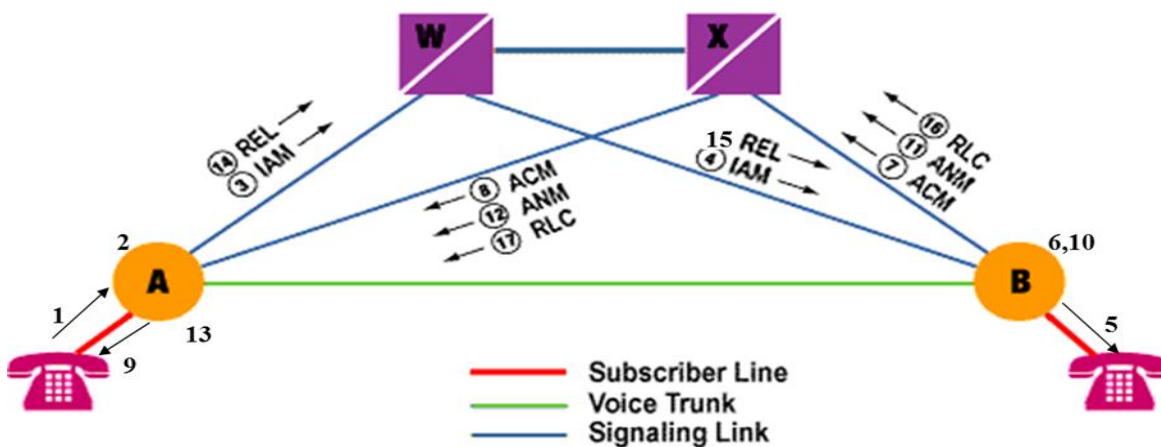 W
X
14 REL
3 IAM
15 REL
4 IAM
16 RLC
11 ANM
7 ACM
8 ACM
12 ANM
17 RLC
2
A
6,10
B
1
9
13
5
Subscriber Line
Voice Trunk
Signaling Link